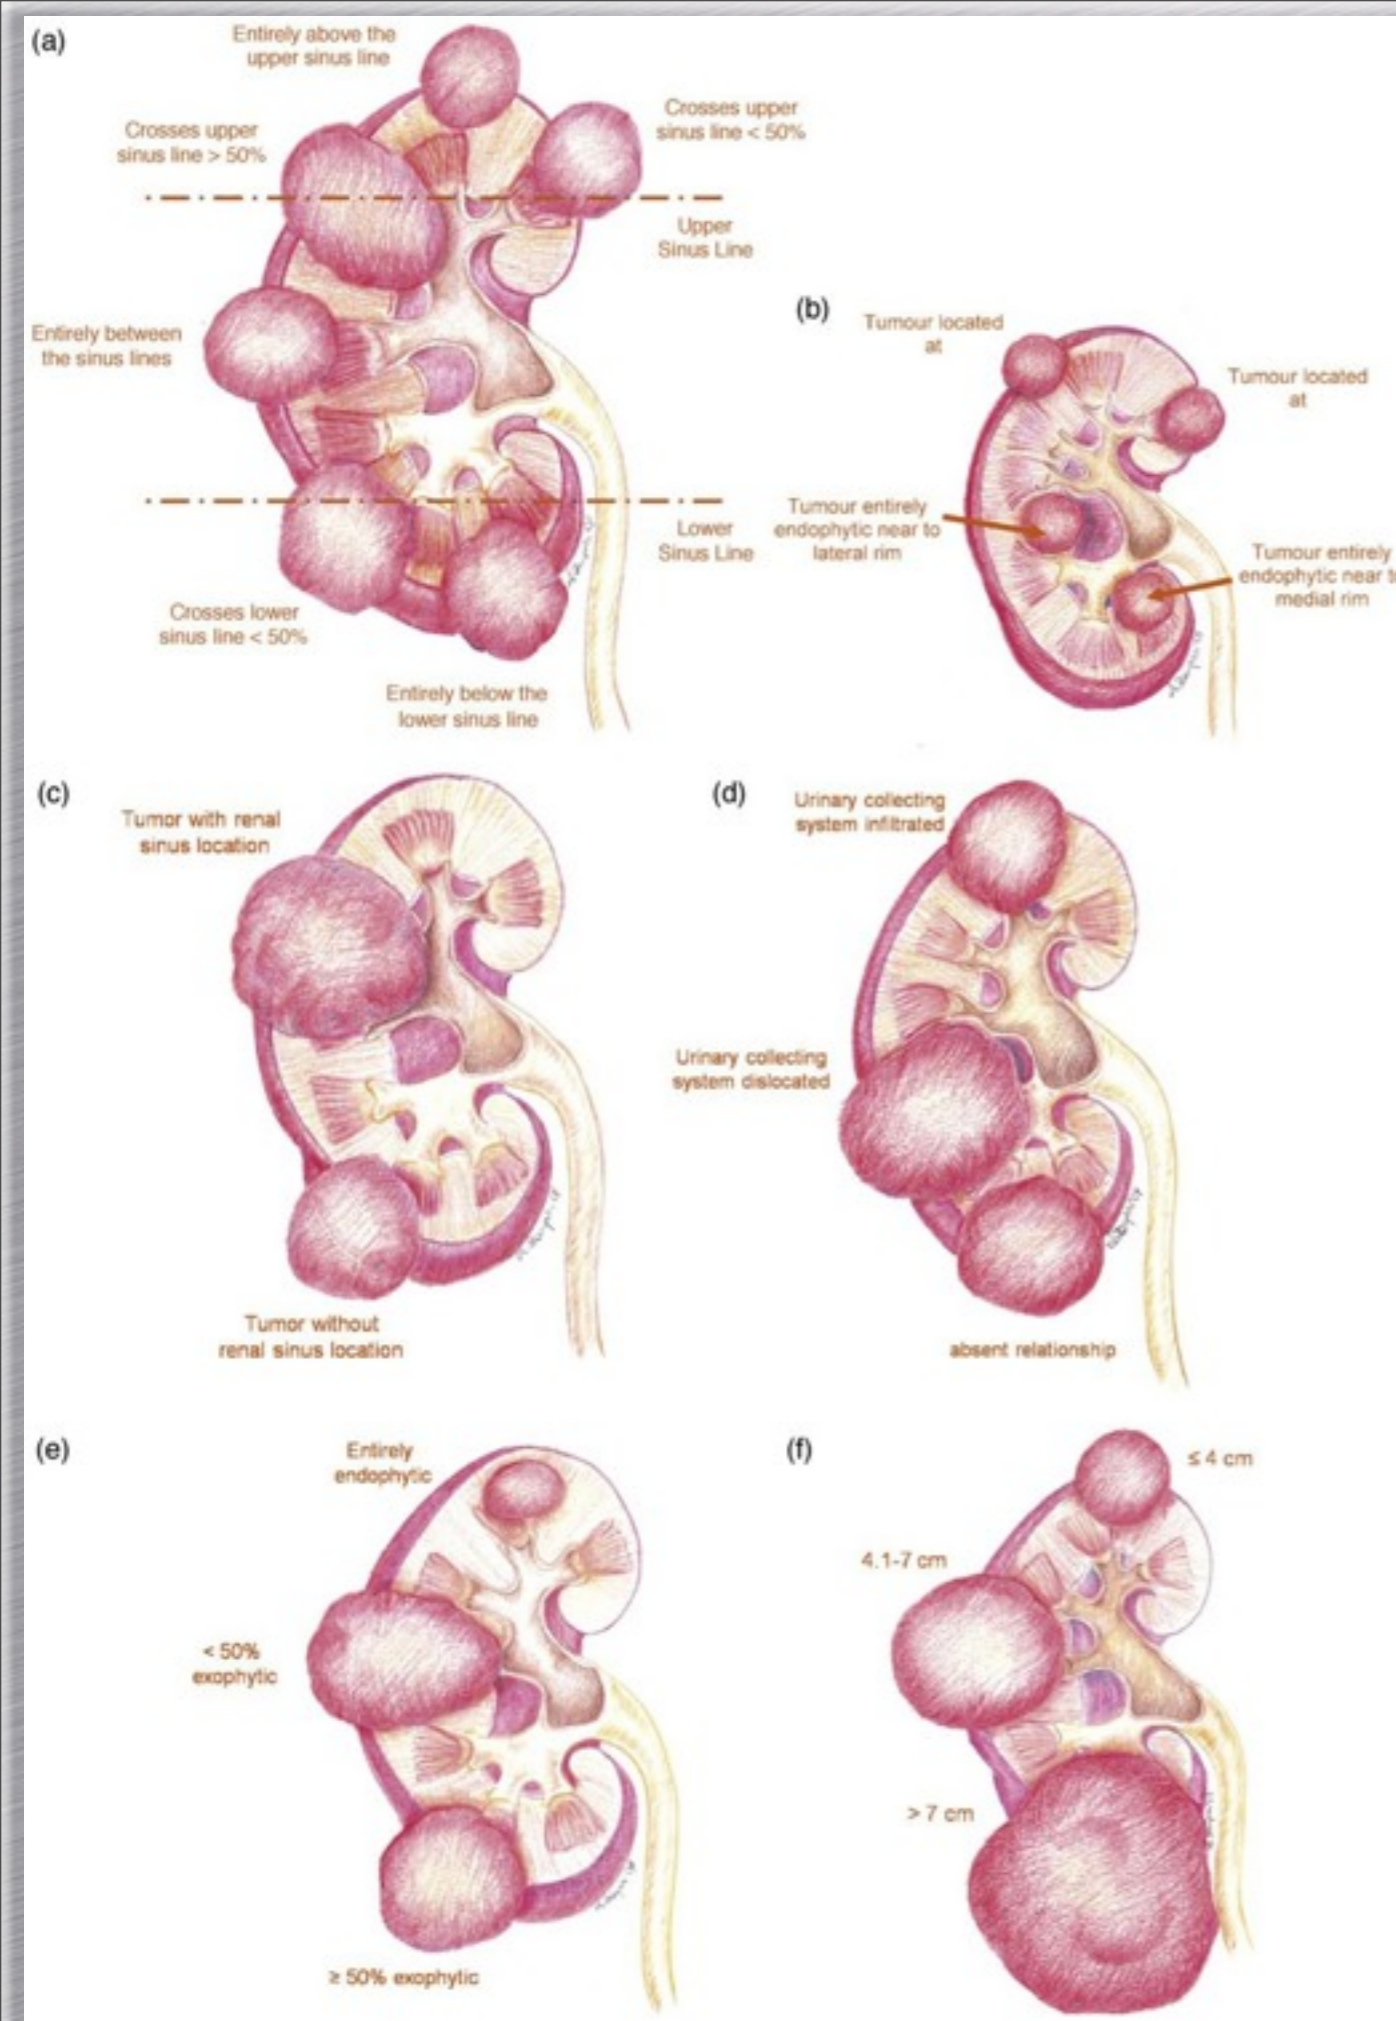 (a)
Entirely above the
upper sinus line
Crosses upper
sinus line < 50%
Crosses upper
sinus line > 50%
Upper
Sinus Line
Entirely between
the sinus lines
Lower
Sinus Line
Crosses lower
sinus line < 50%
Entirely below the
lower sinus line
(b)
Tumour located
at
Tumour located
at
Tumour entirely
endophytic near to
lateral rim
Tumour entirely
endophytic near
medial rim
(c)
Tumor with renal
sinus location
Tumor without
renal sinus location
(d)
Urinary collecting
system infiltrated
Urinary collecting
system dislocated
absent relationship
(e)
Entirely
endophytic
< 50%
exophytic
≥ 50% exophytic
(f)
≤ 4 cm
4.1-7 cm
> 7 cm